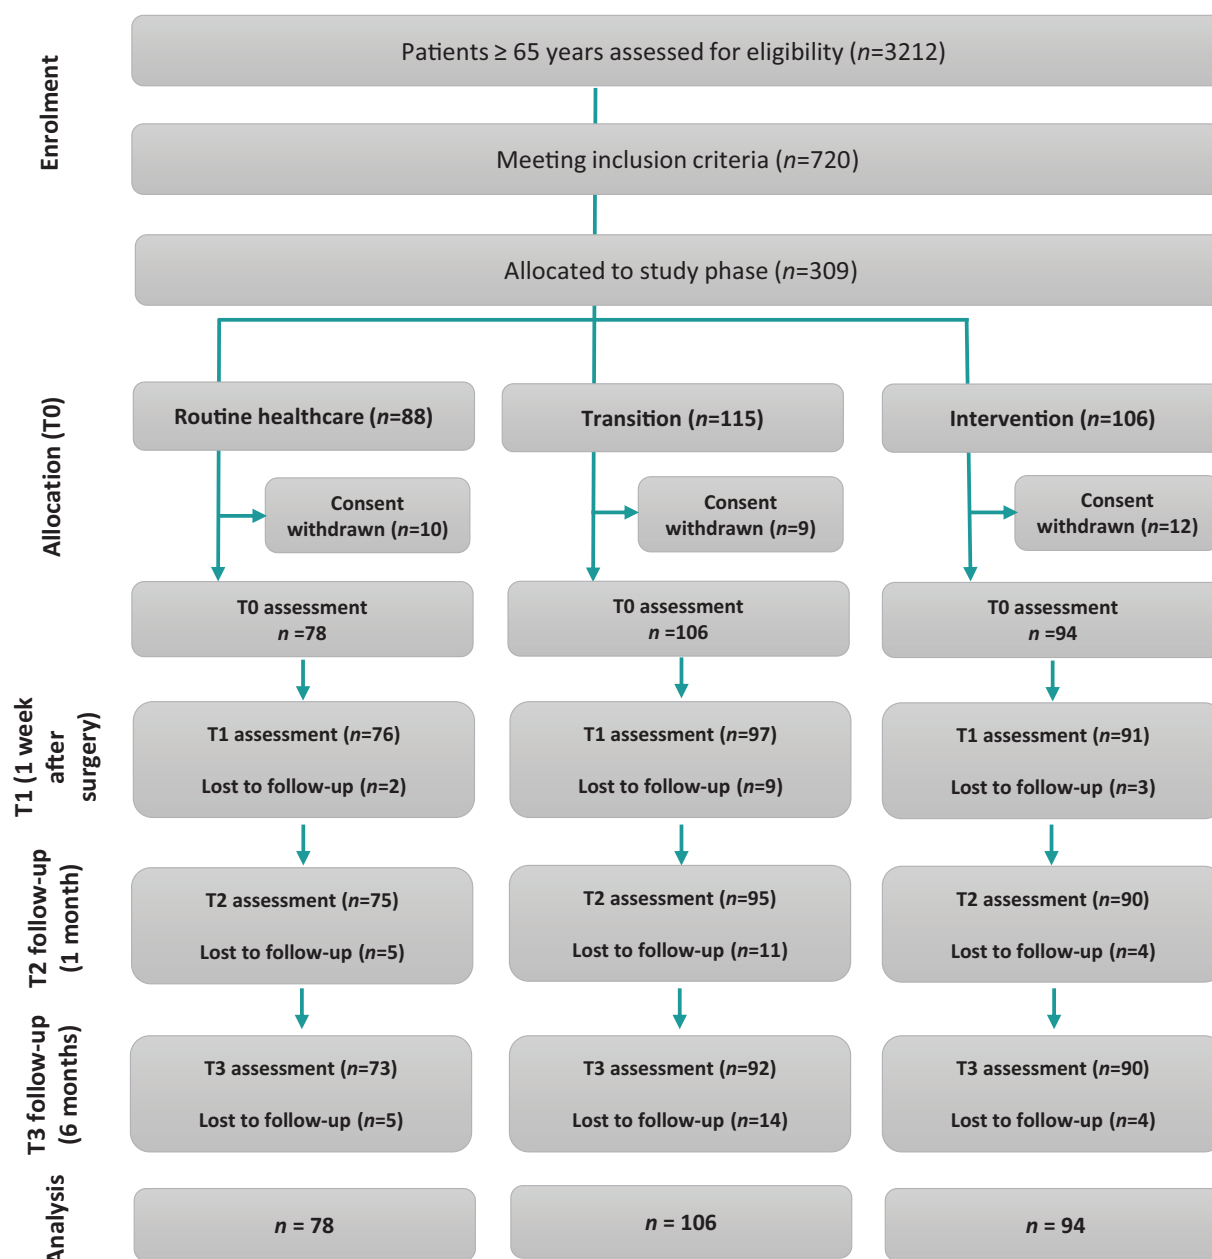 Enrolment
Patients ≥ 65 years assessed for eligibility (n=3212)
Meeting inclusion criteria (n=720)
Allocated to study phase (n=309)
Allocation (T0)
Routine healthcare (n=88)
Transition (n=115)
Intervention (n=106)
Consent
withdrawn (n=10)
Consent
withdrawn (n=9)
Consent
withdrawn (n=12)
T0 assessment
n =78
T0 assessment
n =106
T0 assessment
n =94
T1 (1 week
after
surgery)
T1 assessment (n=76)
Lost to follow-up (n=2)
T1 assessment (n=97)
Lost to follow-up (n=9)
T1 assessment (n=91)
Lost to follow-up (n=3)
T2 follow-up
(1 month)
T2 assessment (n=75)
Lost to follow-up (n=5)
T2 assessment (n=95)
Lost to follow-up (n=11)
T2 assessment (n=90)
Lost to follow-up (n=4)
T3 follow-up
(6 months)
T3 assessment (n=73)
Lost to follow-up (n=5)
T3 assessment (n=92)
Lost to follow-up (n=14)
T3 assessment (n=90)
Lost to follow-up (n=4)
Analysis
n = 78
n = 106
n = 94